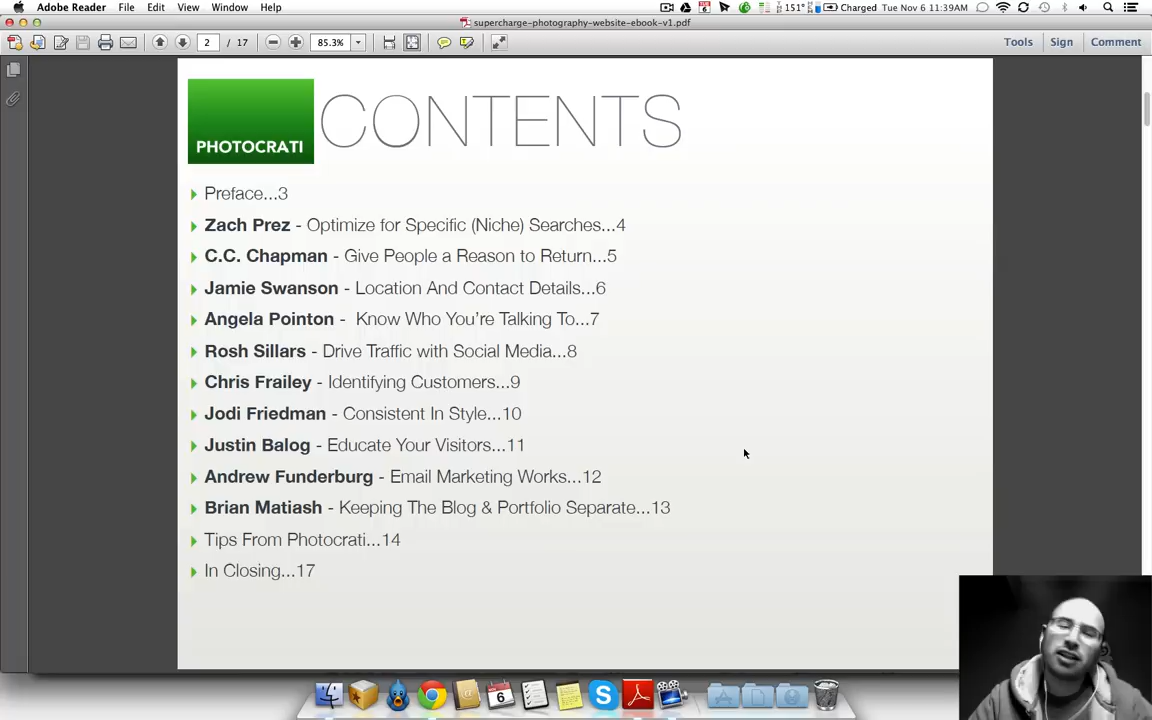 Adobe Reader File Edit View Window Help
151° Charged Tue Nov 6 11:39AM
supercharge-photography-website-ebook-v1.pdf
2 / 17 85.3% Tools Sign Comment
PHOTOCRATI
CONTENTS
Preface...3
Zach Prez - Optimize for Specific (Niche) Searches...4
C.C. Chapman - Give People a Reason to Return...5
Jamie Swanson - Location And Contact Details...6
Angela Pointon - Know Who You're Talking To...7
Rosh Sillars - Drive Traffic with Social Media...8
Chris Frailey - Identifying Customers...9
Jodi Friedman - Consistent In Style...10
Justin Balog - Educate Your Visitors...11
Andrew Funderburg - Email Marketing Works...12
Brian Matiash - Keeping The Blog & Portfolio Separate...13
Tips From Photocrati...14
In Closing...17
6